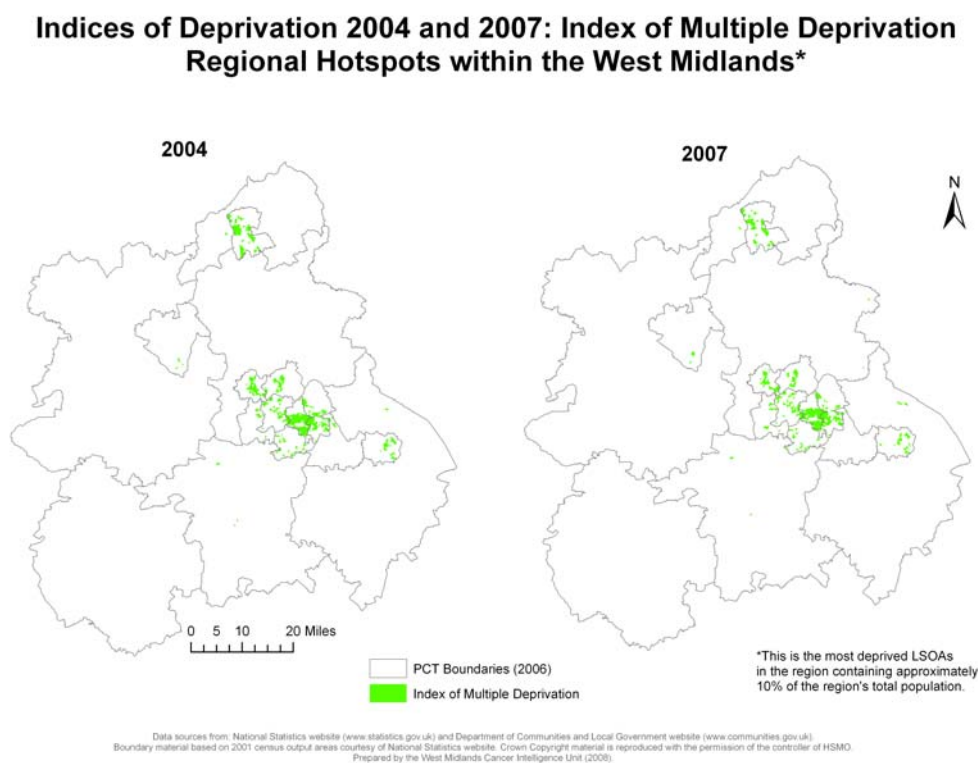 Indices of Deprivation 2004 and 2007: Index of Multiple Deprivation
Regional Hotspots within the West Midlands*
2004
2007
N
0 5 10 20 Miles
PCT Boundaries (2006)
Index of Multiple Deprivation
*This is the most deprived LSOAs
in the region containing approximately
10% of the region's total population.
Data sources from: National Statistics website (www.statistics.gov.uk) and Department of Communities and Local Government website (www.communities.gov.uk).
Boundary material based on 2001 census output areas courtesy of National Statistics website. Crown Copyright material is reproduced with the permission of the controller of HSMO.
Prepared by the West Midlands Cancer Intelligence Unit (2008).